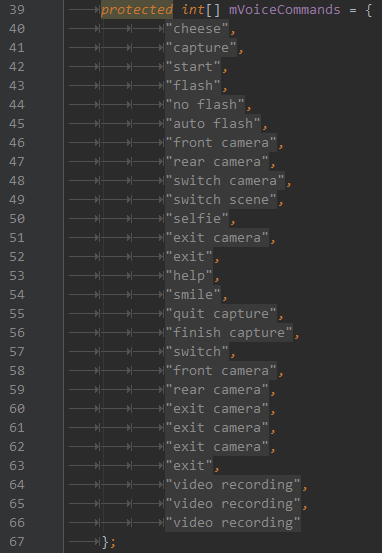 39 protected int[] mVoiceCommands = {
40 "cheese",
41 "capture",
42 "start",
43 "flash",
44 "no flash",
45 "auto flash",
46 "front camera",
47 "rear camera",
48 "switch camera",
49 "switch scene",
50 "selfie",
51 "exit camera",
52 "exit",
53 "help",
54 "smile",
55 "quit capture",
56 "finish capture",
57 "switch",
58 "front camera",
59 "rear camera",
60 "exit camera",
61 "exit camera",
62 "exit camera",
63 "exit",
64 "video recording",
65 "video recording",
66 "video recording"
67 };